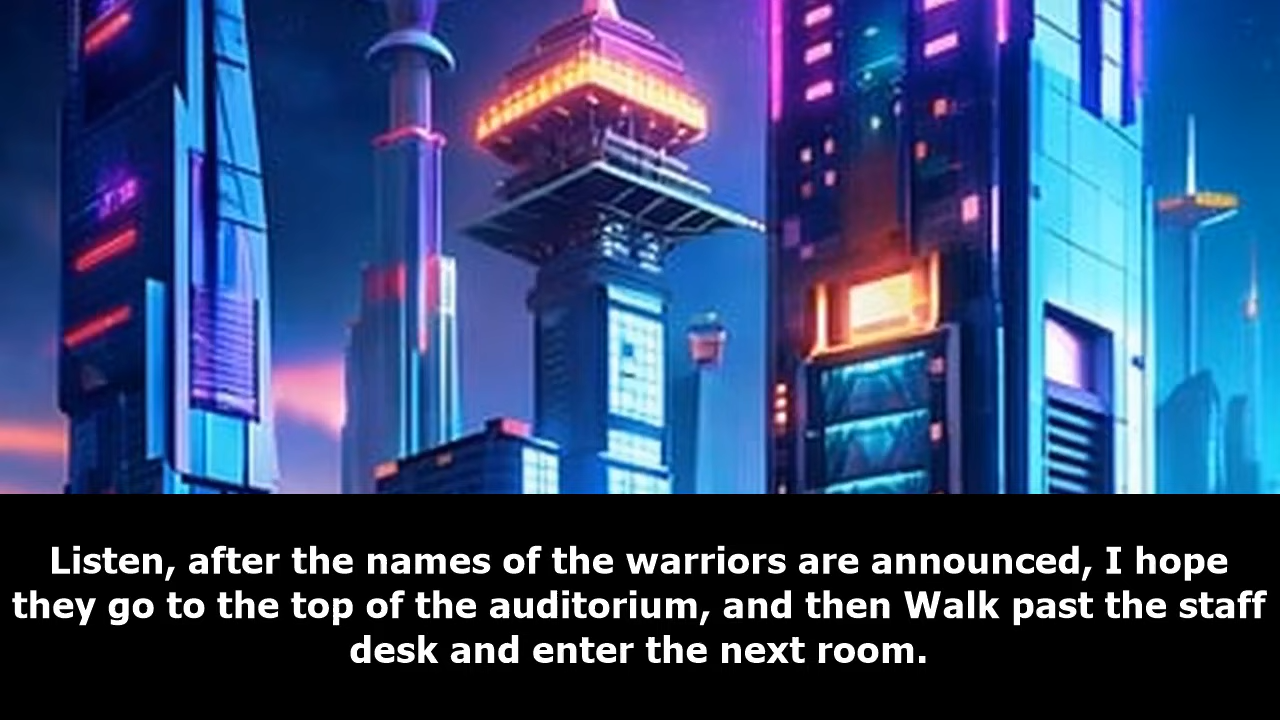 Listen, after the names of the warriors are announced, I hope
they go to the top of the auditorium, and then Walk past the staff
desk and enter the next room.